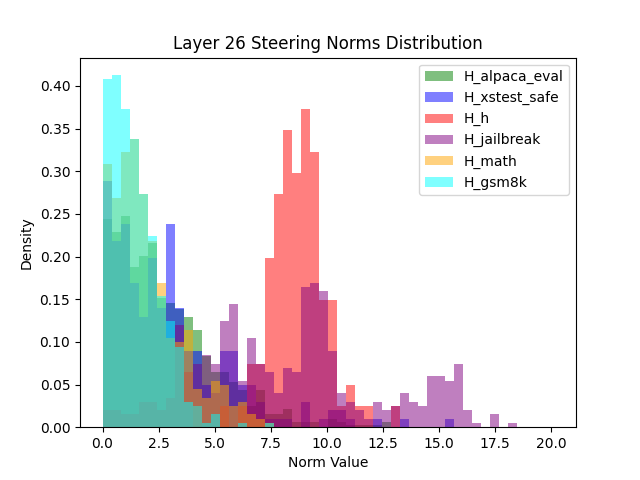 Layer 26 Steering Norms Distribution
H_alpaca_eval
H_xstest_safe
H_h
H_jailbreak
H_math
H_gsm8k
0.40
0.35
0.30
0.25
0.20
0.15
0.10
0.05
0.00
Density
0.0 2.5 5.0 7.5 10.0 12.5 15.0 17.5 20.0
Norm Value